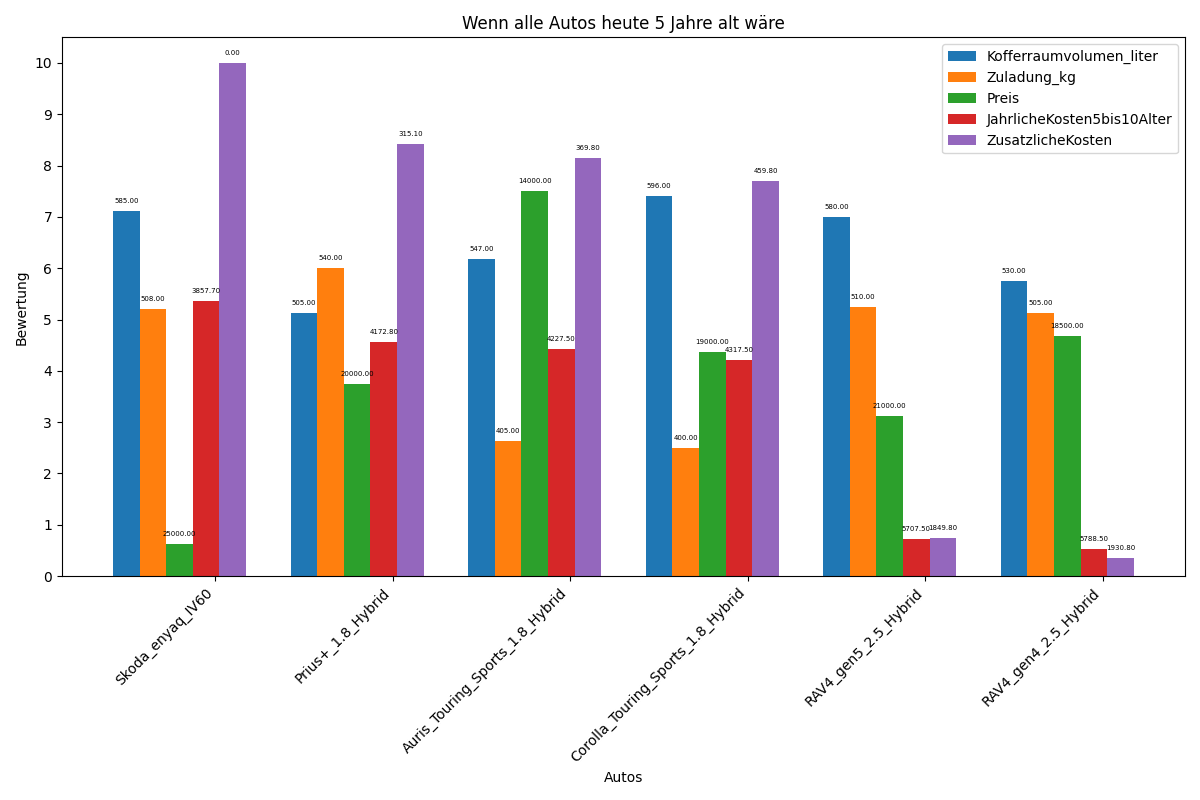 Wenn alle Autos heute 5 Jahre alt wäre
Kofferraumvolumen_liter
Zuladung_kg
Preis
JahrlicheKosten5bis10Alter
ZusatzlicheKosten
Bewertung
10
9
8
7
6
5
4
3
2
1
0
585.00
508.00
25000.00
3857.70
0.00
505.00
540.00
20000.00
4172.80
315.10
547.00
405.00
14000.00
4227.50
369.80
596.00
400.00
19000.00
4317.50
459.80
580.00
510.00
21000.00
5707.50
1849.80
530.00
505.00
18500.00
5788.50
1930.80
Skoda_enyaq_IV60
Prius+_1.8_Hybrid
Auris_Touring_Sports_1.8_Hybrid
Corolla_Touring_Sports_1.8_Hybrid
RAV4_gen5_2.5_Hybrid
RAV4_gen4_2.5_Hybrid
Autos